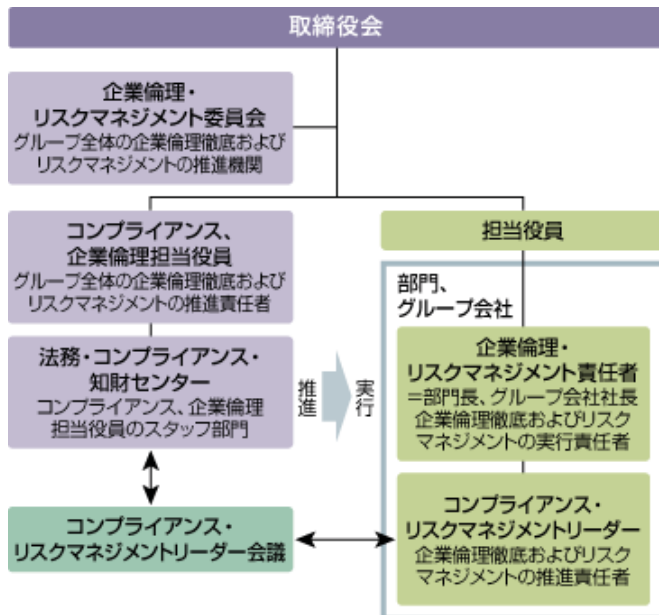 取締役会
企業倫理・
リスクマネジメント委員会
グループ全体の企業倫理徹底および
リスクマネジメントの推進機関
コンプライアンス、
企業倫理担当役員
グループ全体の企業倫理徹底および
リスクマネジメントの推進責任者
法務・コンプライアンス・
知財センター
コンプライアンス、企業倫理
担当役員のスタッフ部門
コンプライアンス・
リスクマネジメントリーダー会議
推進
実行
担当役員
部門、
グループ会社
企業倫理・
リスクマネジメント責任者
=部門長、グループ会社社長
企業倫理徹底およびリスク
マネジメントの実行責任者
コンプライアンス・
リスクマネジメントリーダー
企業倫理徹底およびリスク
マネジメントの推進責任者